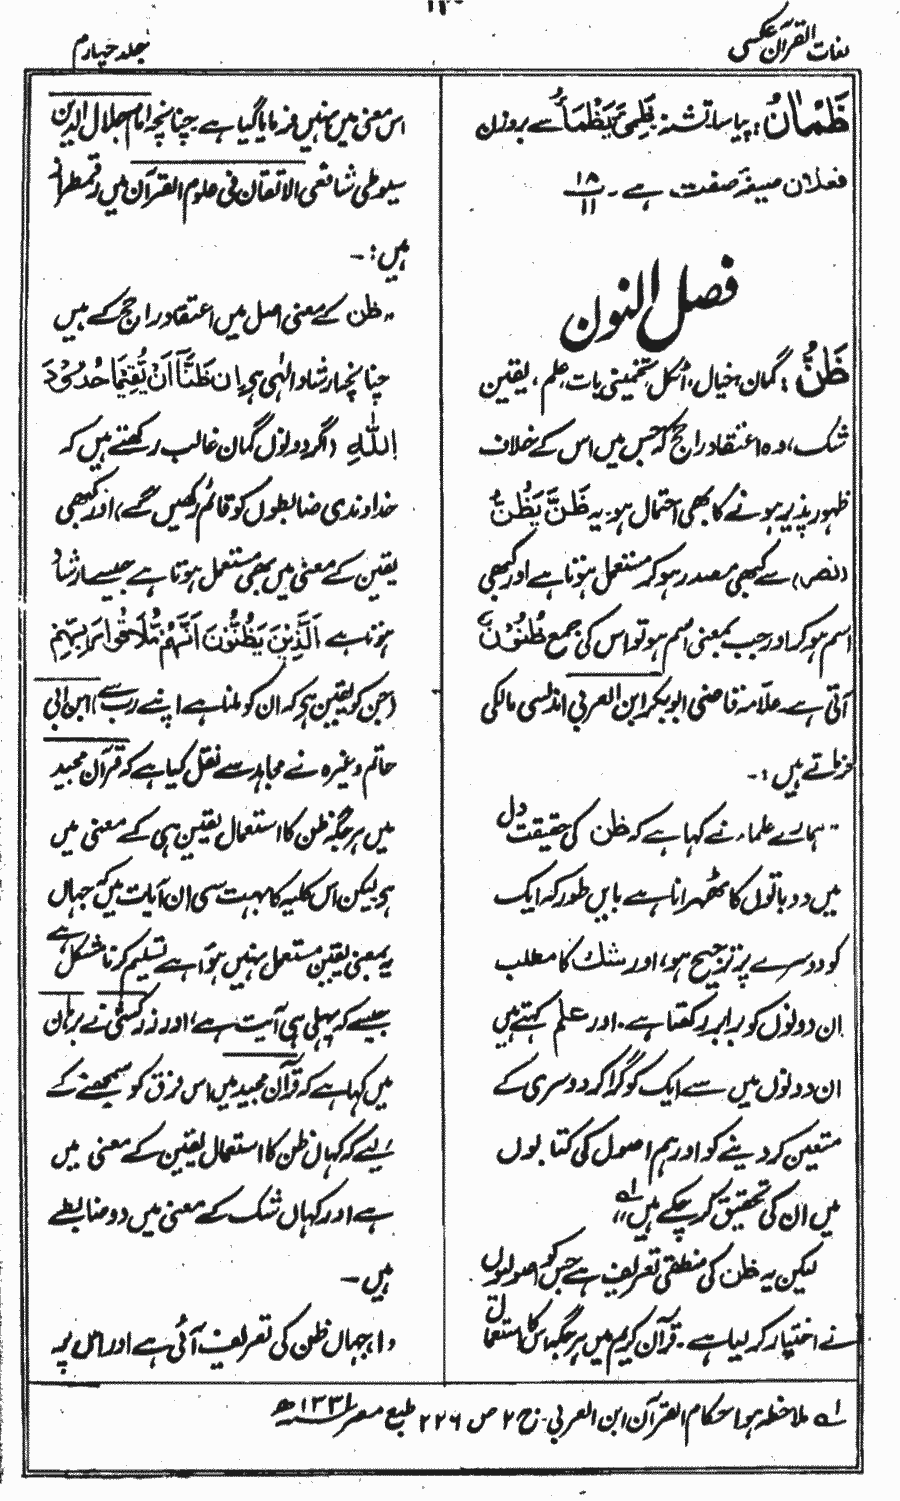 لغات القرآن عکسی
جلد چہارم
ظَمْاٰنُ: پیاسا تشنہ ظَمِئَ یَظْمَأُ سے بروزن
فعلان صیغۂ صفت ہے ۔ ۱۸/۱۱
فصل النون
ظَنُّ: گمان، خیال، اٹکل، تخمینی بات، علم، یقین
شک، وہ اعتقاد راجح کہ جس میں اس کے خلاف
ظہور پذیر ہونے کا بھی احتمال ہو۔ یہ ظَنَّ یَظُنُّ
(نصر) سے کبھی مصدر ہو کر مستعمل ہوتا ہے اور کبھی
اسم ہو کر اور جب بمعنی اسم ہو تو اس کی جمع ظُنُوْنٌ
آتی ہے۔ علامہ قاضی ابوبکر ابن العربی اندلسی مالکی
فرماتے ہیں :۔
"ہمارے علماء نے کہا ہے کہ ظن کی حقیقت دل
میں دو باتوں کا ٹھہرانا ہے بایں طور کہ ایک
کو دوسرے پر ترجیح ہو، اور شک کا مطلب
ان دونوں کو برابر رکھنا ہے۔ اور علم کہتے ہیں
ان دونوں میں سے ایک کو گرا کر دوسری کے
متعین کر دینے کو اور ہم اصول کی کتابوں
میں ان کی تحقیق کر چکے ہیں" لہ
لیکن یہ ظن کی منطقی تعریف ہے جس کو اصولیوں
نے اختیار کر لیا ہے۔ قرآن کریم میں ہر جگہ اس کا استعمال
اس معنی میں نہیں فرمایا گیا ہے چنانچہ امام جلال الدین
سیوطی شافعی الاتقان فی علوم القرآن میں رقمطراز
ہیں :۔
"ظن کے معنی اصل میں اعتقاد راجح کے ہیں
چنانچہ ارشاد الٰہی ہی اِنْ ظَنَّآ اَنْ یُّقِیْمَا حُدُوْدَ
اللّٰہِ (اگر دونوں گمان غالب رکھتے ہیں کہ
خداوندی ضابطوں کو قائم رکھیں گے) اور کبھی
یقین کے معنی میں بھی مستعمل ہوتا ہے جیسے ارشاد
ہوتا ہے اَلَّذِیْنَ یَظُنُّوْنَ اَنَّھُمْ مُّلٰقُوْا رَبِّھِمْ
(جن کو یقین ہی کہ ان کو ملنا ہے اپنے رب سے) ابن ابی
حاتم وغیرہ نے مجاہد سے نقل کیا ہے کہ قرآن مجید
میں ہر جگہ ظن کا استعمال یقین ہی کے معنی میں
ہی لیکن اس کلیہ کا بہت سی ان آیات میں کہ جہاں
یہ بمعنی یقین مستعمل نہیں ہوا ہے تسلیم کرنا مشکل ہے
جیسے کہ پہلی ہی آیت ہے، اور زرکشی نے برہان
میں کہا ہے کہ قرآن مجید میں اس فرق کو سمجھنے کے
لیے کہ کہاں ظن کا استعمال یقین کے معنی میں
ہے اور کہاں شک کے معنی میں دو ضابطے
ہیں ۔
(۱) جہاں ظن کی تعریف آئی ہے اور اس پر
لہ ملاحظہ ہو احکام القرآن ابن العربی۔ ج ۲ ص ۲۲۶ طبع مصر ۱۳۳۱ھ